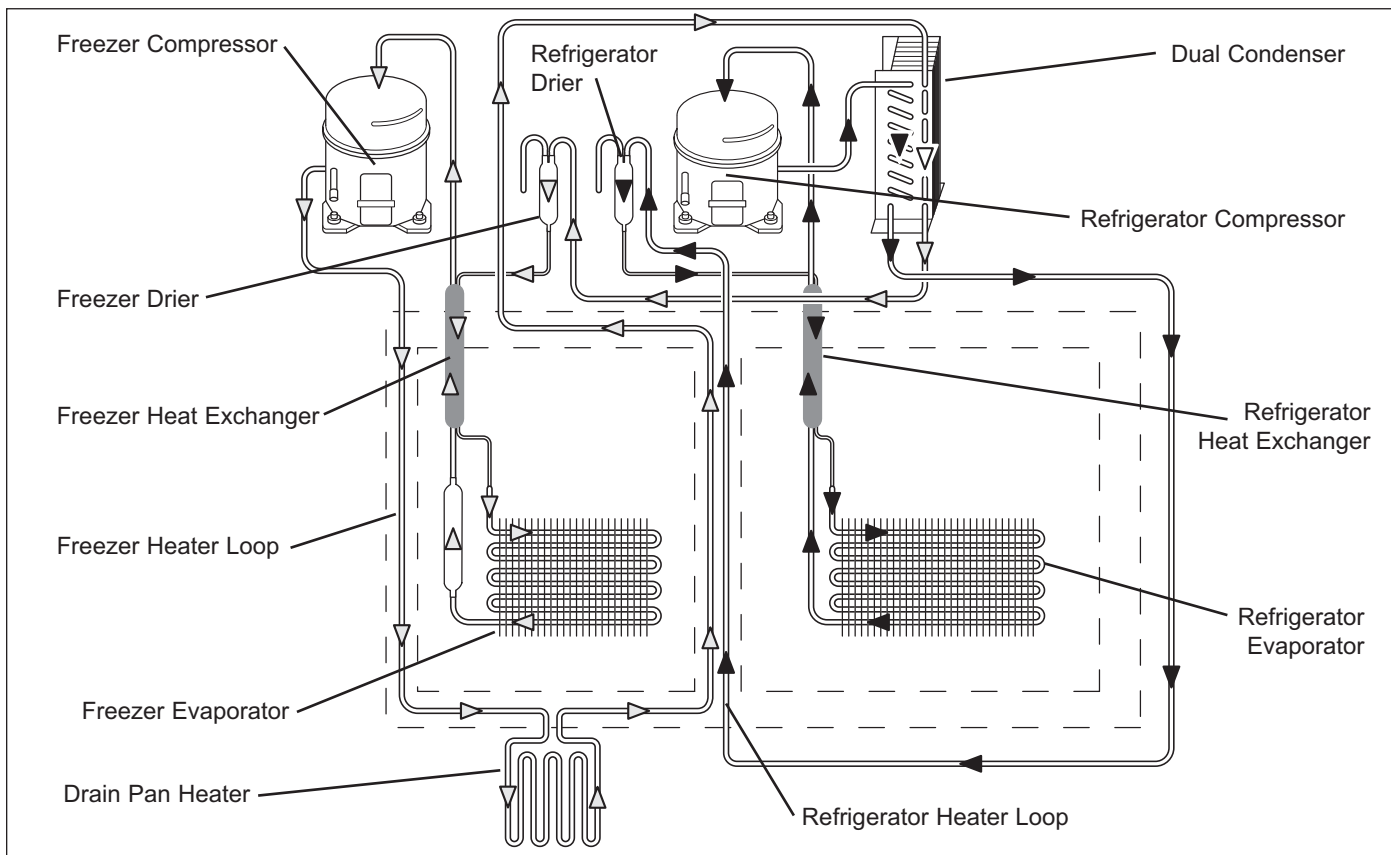 Freezer Compressor
Refrigerator
Drier
Dual Condenser
Refrigerator Compressor
Freezer Drier
Freezer Heat Exchanger
Refrigerator
Heat Exchanger
Freezer Heater Loop
Refrigerator
Evaporator
Freezer Evaporator
Drain Pan Heater
Refrigerator Heater Loop